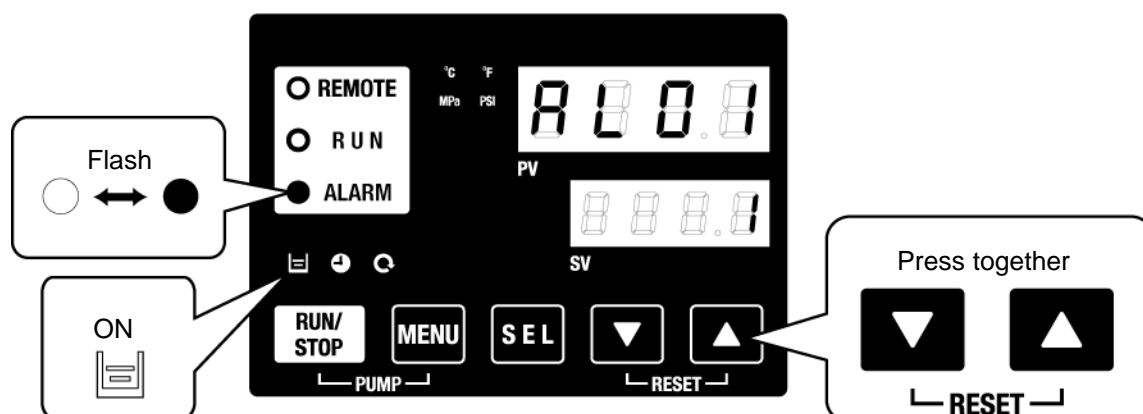 Flash
ON
REMOTE
RUN
ALARM
°C °F
MPa PSI
AL01
PV
1
SV
RUN/
STOP
MENU
SEL
PUMP
RESET
Press together
RESET